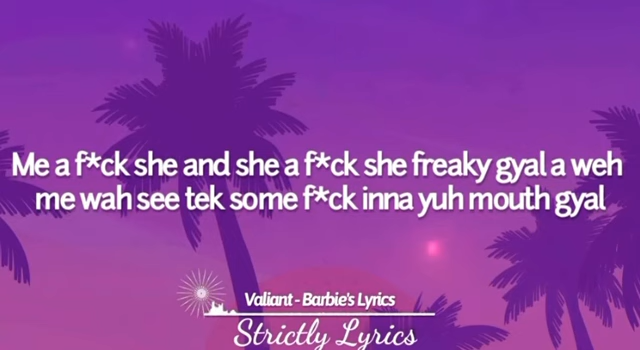 Me a f*ck she and she a f*ck she freaky gyal a weh
me wah see tek some f*ck inna yuh mouth gyal
Valiant - Barbie's Lyrics
Strictly Lyrics